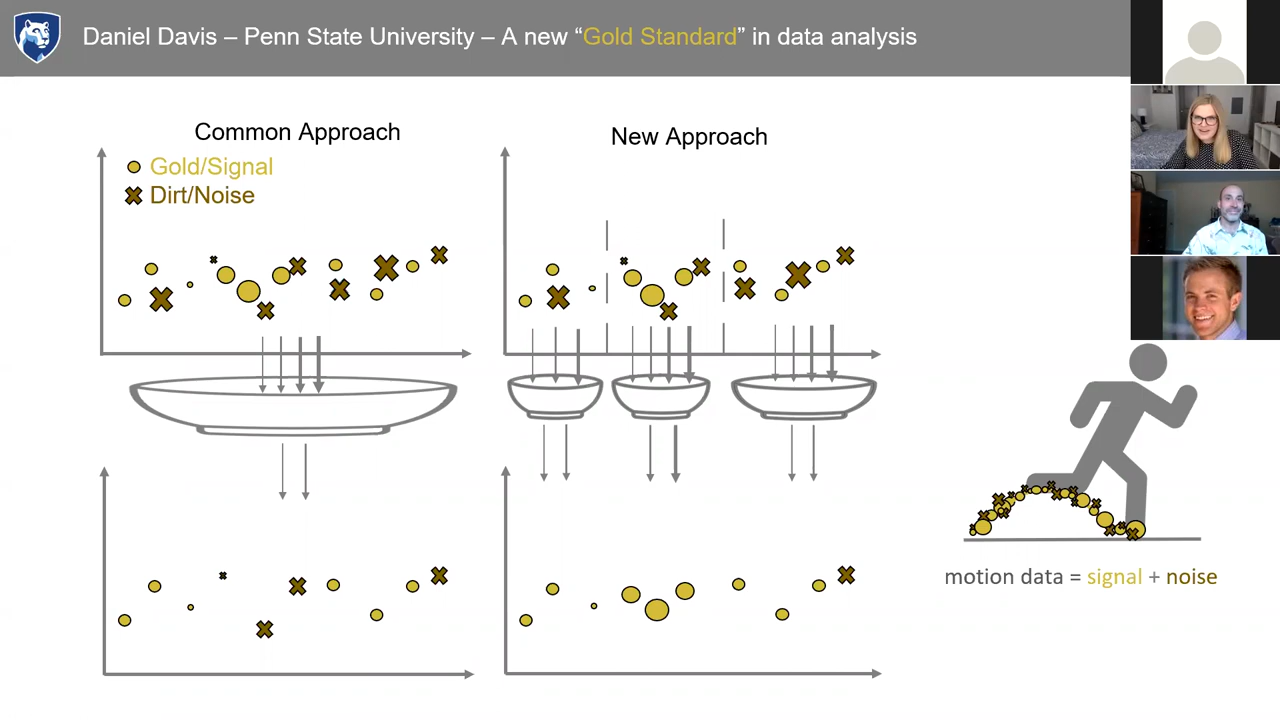 Daniel Davis – Penn State University – A new “Gold Standard” in data analysis
Common Approach
Gold/Signal
Dirt/Noise
New Approach
motion data = signal + noise